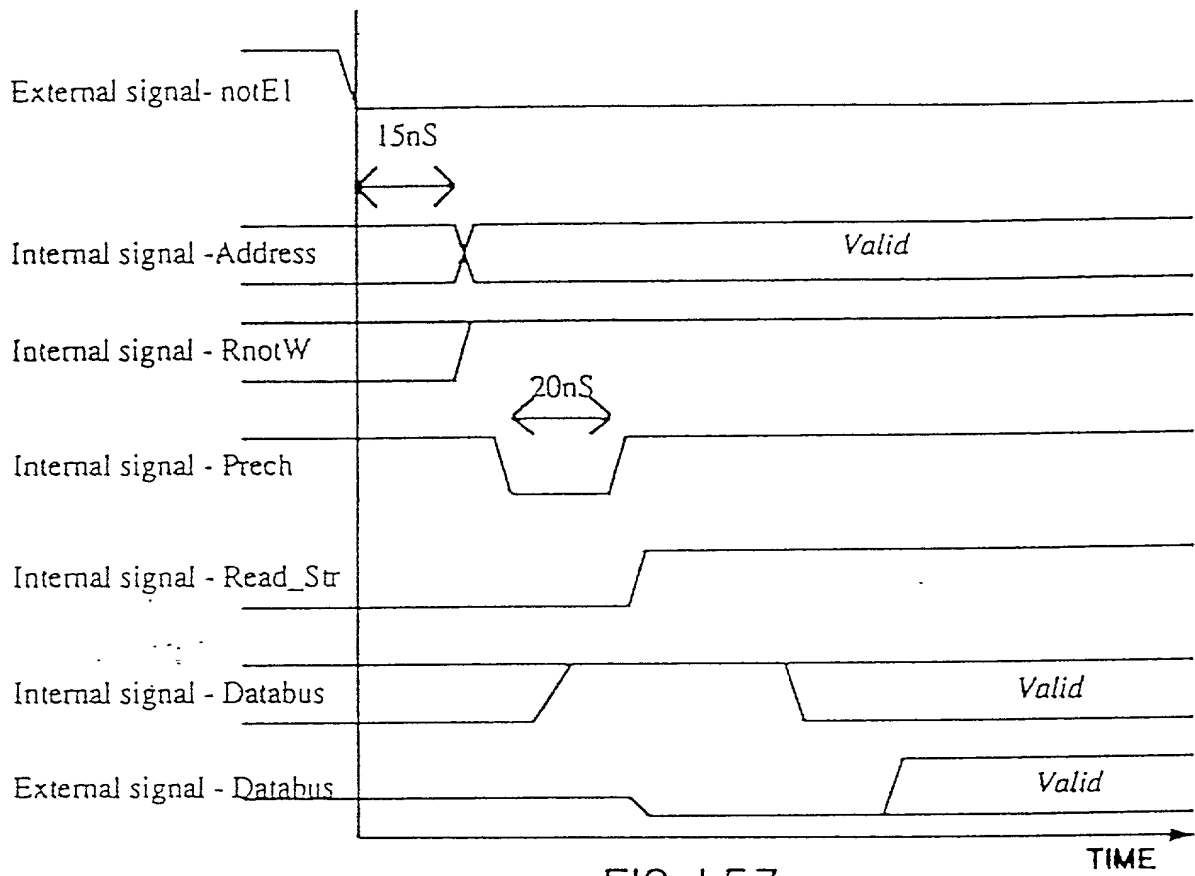 External signal- notE1
15nS
Internal signal -Address
Valid
Internal signal - RnotW
20nS
Internal signal - Prech
Internal signal - Read_Str
Internal signal - Databus
Valid
External signal - Databus
Valid
TIME